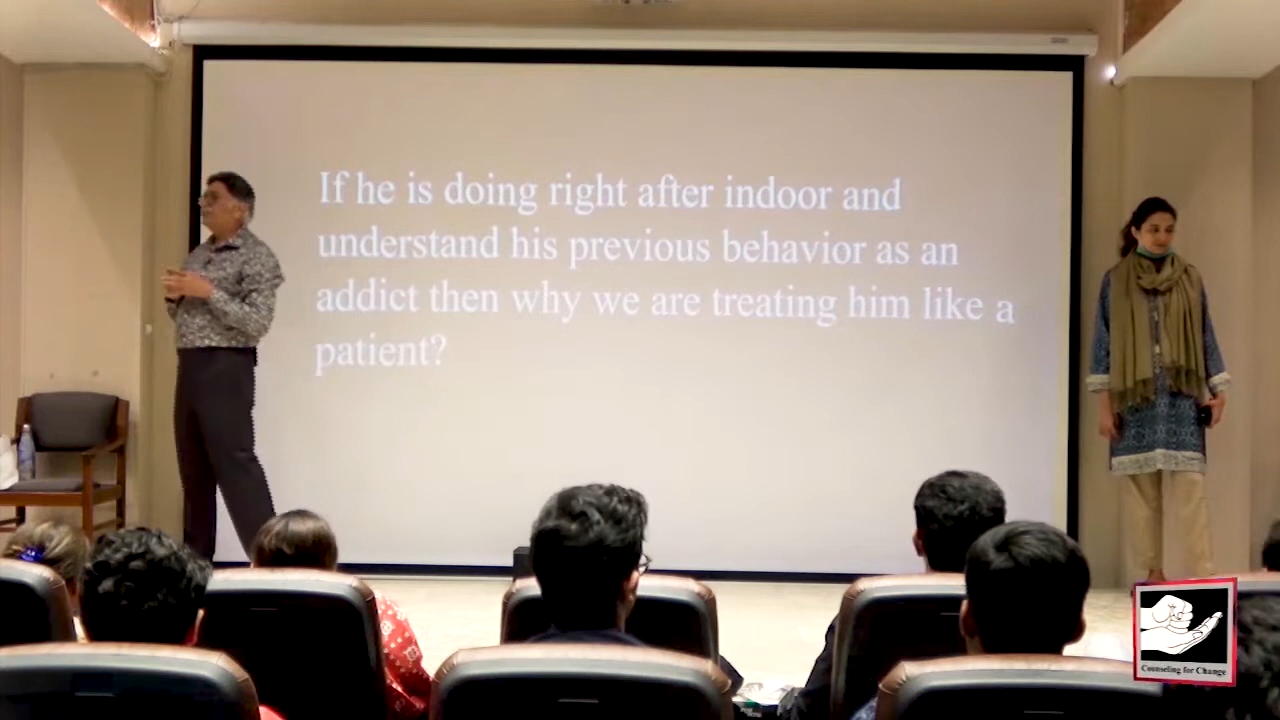 If he is doing right after indoor and
understand his previous behavior as an
addict then why we are treating him like a
patient?
Counseling for Change